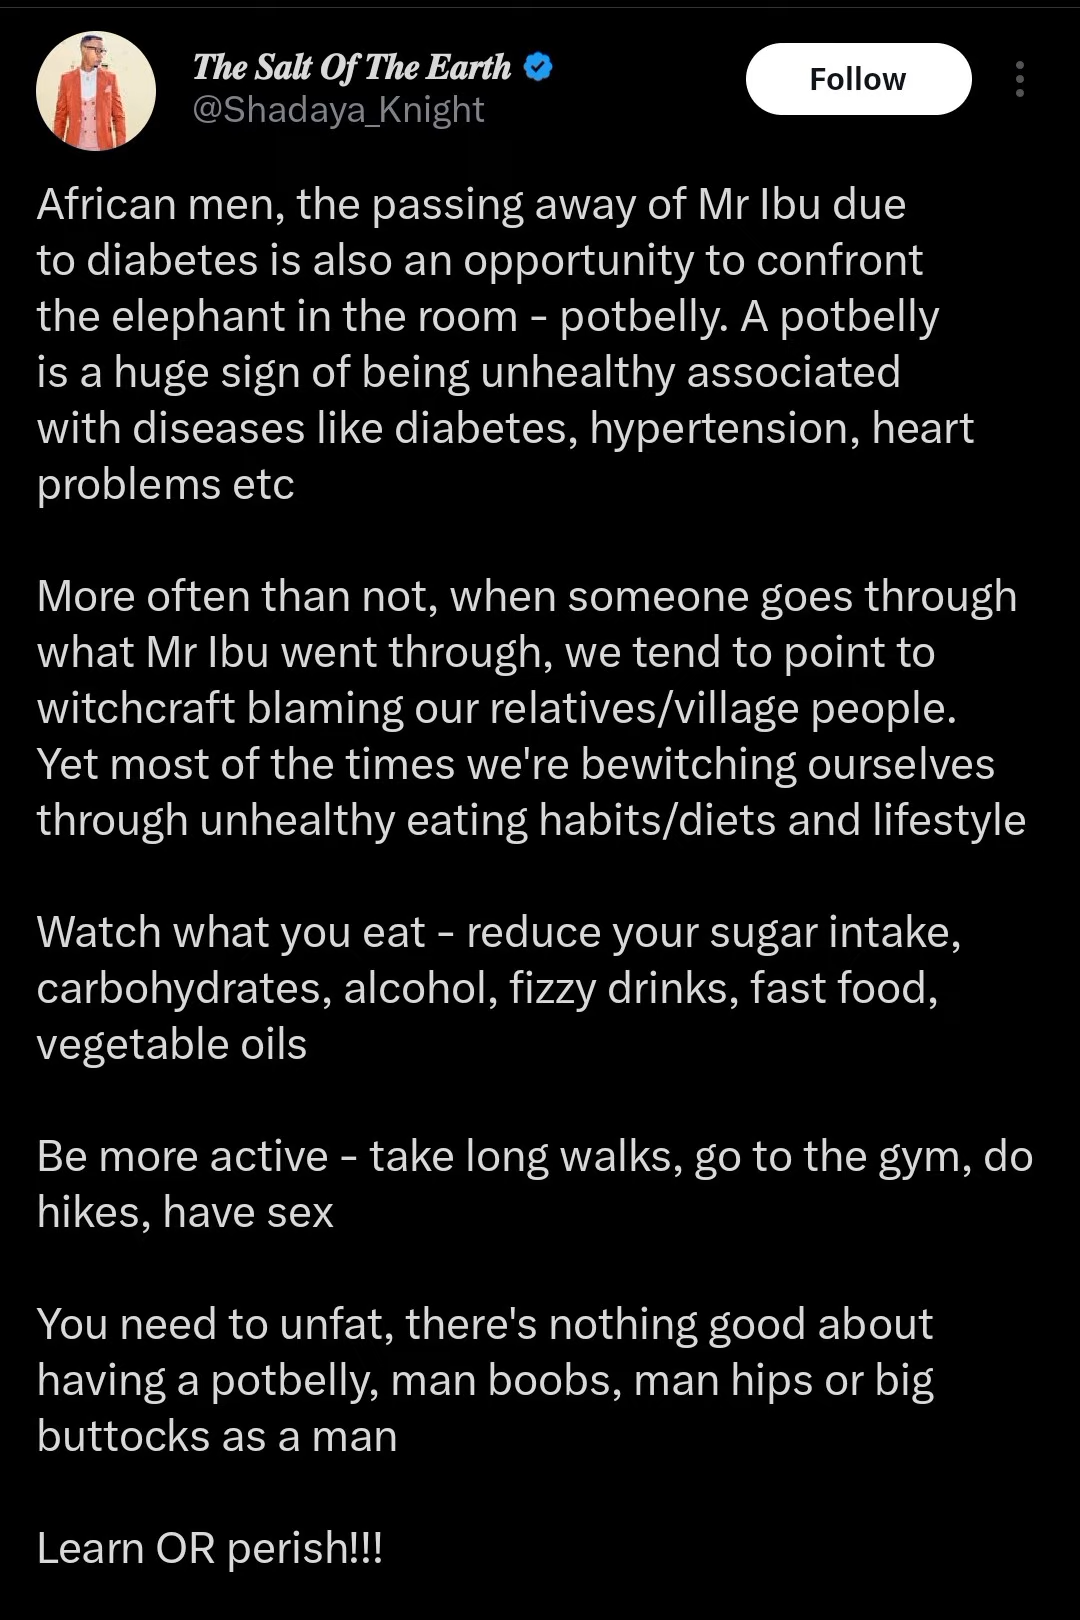 The Salt Of The Earth
Follow
@Shadaya_Knight
African men, the passing away of Mr Ibu due
to diabetes is also an opportunity to confront
the elephant in the room - potbelly. A potbelly
is a huge sign of being unhealthy associated
with diseases like diabetes, hypertension, heart
problems etc
More often than not, when someone goes through
what Mr Ibu went through, we tend to point to
witchcraft blaming our relatives/village people.
Yet most of the times we're bewitching ourselves
through unhealthy eating habits/diets and lifestyle
Watch what you eat - reduce your sugar intake,
carbohydrates, alcohol, fizzy drinks, fast food,
vegetable oils
Be more active - take long walks, go to the gym, do
hikes, have sex
You need to unfat, there's nothing good about
having a potbelly, man boobs, man hips or big
buttocks as a man
Learn OR perish!!!